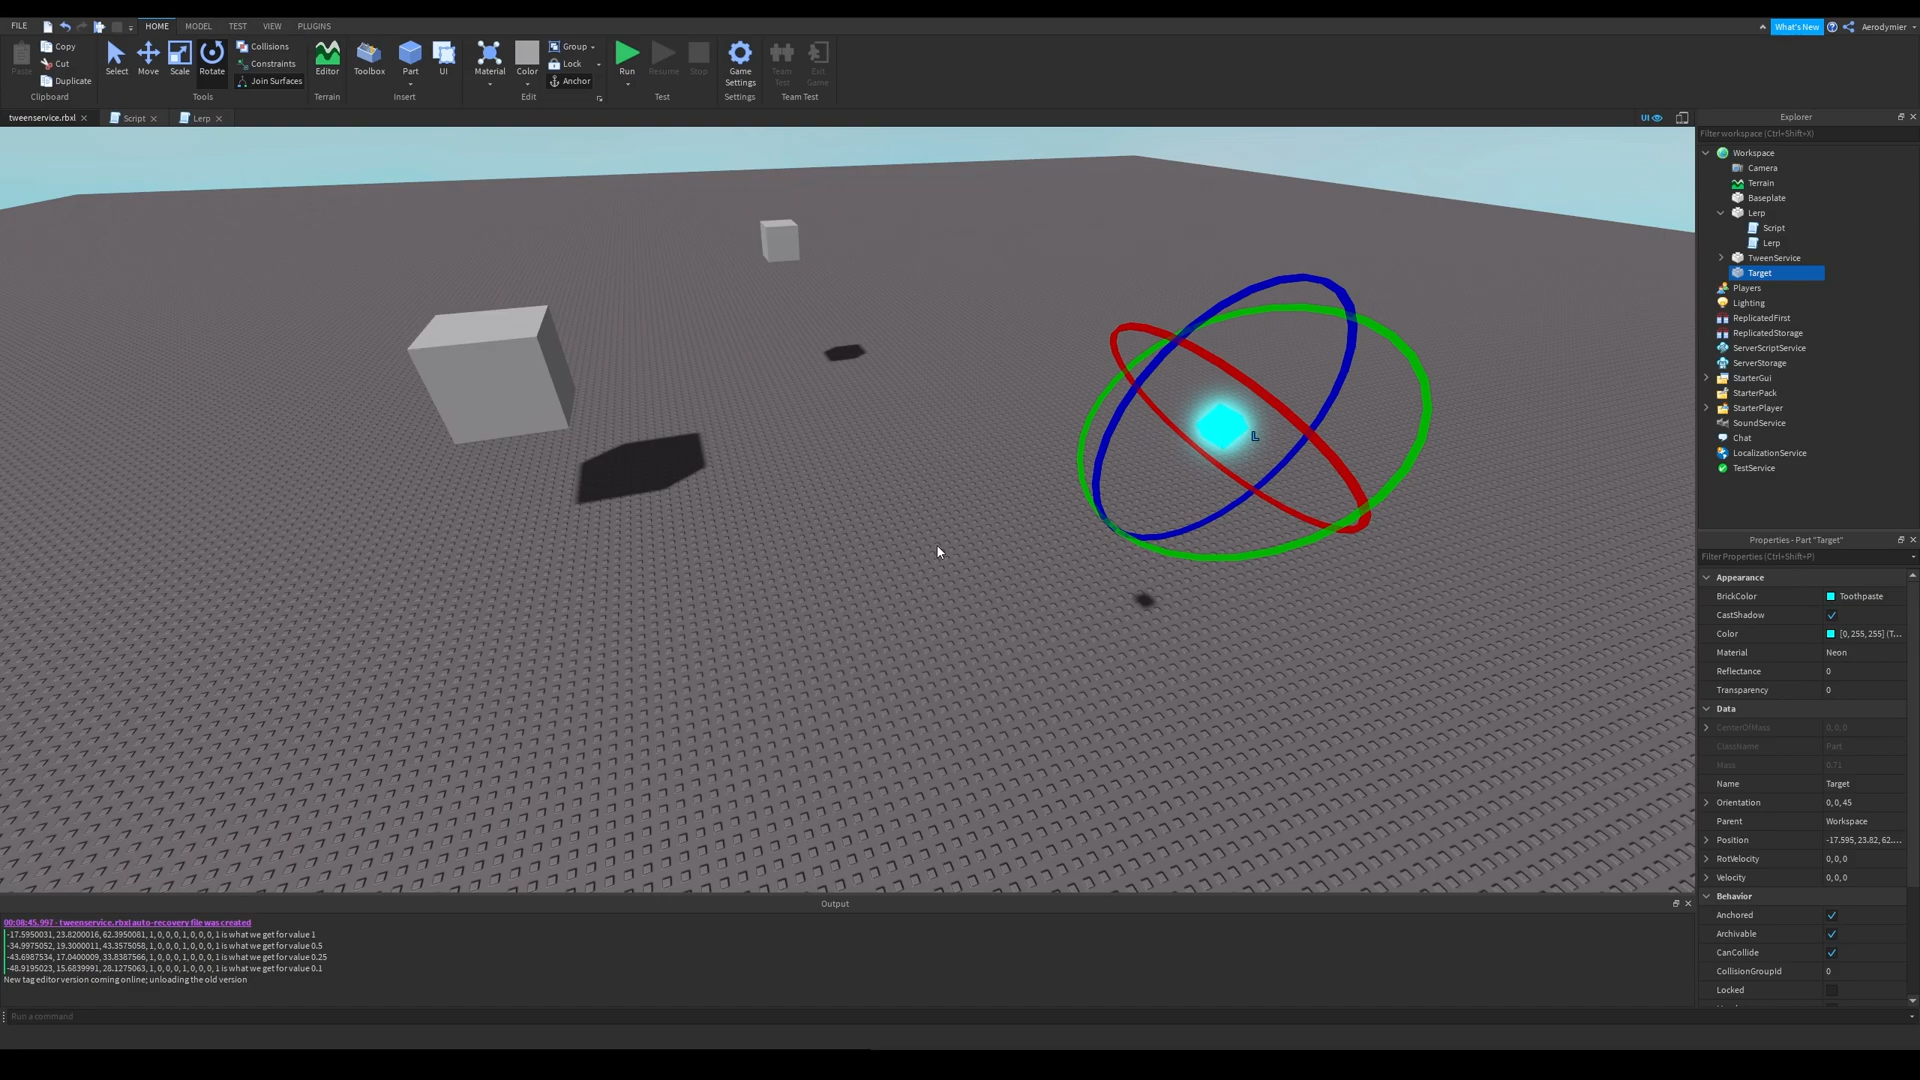 FILE HOME MODEL TEST VIEW PLUGINS What's New Aerodymier
Paste Copy Cut Duplicate Clipboard
Select Move Scale Rotate Collisions Constraints Join Surfaces Tools
Editor Terrain
Toolbox Part UI Insert
Material Color Group Lock Anchor Edit
Run Resume Stop Test
Game Settings Settings
Team Test Exit Game Team Test
tweenservice.rbxl Script Lerp UI
Explorer
Filter workspace (Ctrl+Shift+X)
Workspace
Camera
Terrain
Baseplate
Lerp
Script
Lerp
TweenService
Target
Players
Lighting
ReplicatedFirst
ReplicatedStorage
ServerScriptService
ServerStorage
StarterGui
StarterPack
StarterPlayer
SoundService
Chat
LocalizationService
TestService
L
Properties - Part "Target"
Filter Properties (Ctrl+Shift+P)
Appearance
BrickColor Toothpaste
CastShadow
Color [0, 255, 255] (T...
Material Neon
Reflectance 0
Transparency 0
Data
CenterOfMass 0, 0, 0
ClassName Part
Mass 0.71
Name Target
Orientation 0, 0, 45
Parent Workspace
Position -17.595, 23.82, 62....
RotVelocity 0, 0, 0
Velocity 0, 0, 0
Behavior
Anchored
Archivable
CanCollide
CollisionGroupId 0
Locked
Output
00:08:45.997 - tweenservice.rbxl auto-recovery file was created
-17.5950031, 23.8200016, 62.3950081, 1, 0, 0, 0, 1, 0, 0, 0, 1 is what we get for value 1
-34.9975052, 19.3000011, 43.3575058, 1, 0, 0, 0, 1, 0, 0, 0, 1 is what we get for value 0.5
-43.6987534, 17.0400009, 33.8387566, 1, 0, 0, 0, 1, 0, 0, 0, 1 is what we get for value 0.25
-48.9195023, 15.6839991, 28.1275063, 1, 0, 0, 0, 1, 0, 0, 0, 1 is what we get for value 0.1
New tag editor version coming online; unloading the old version
Run a command